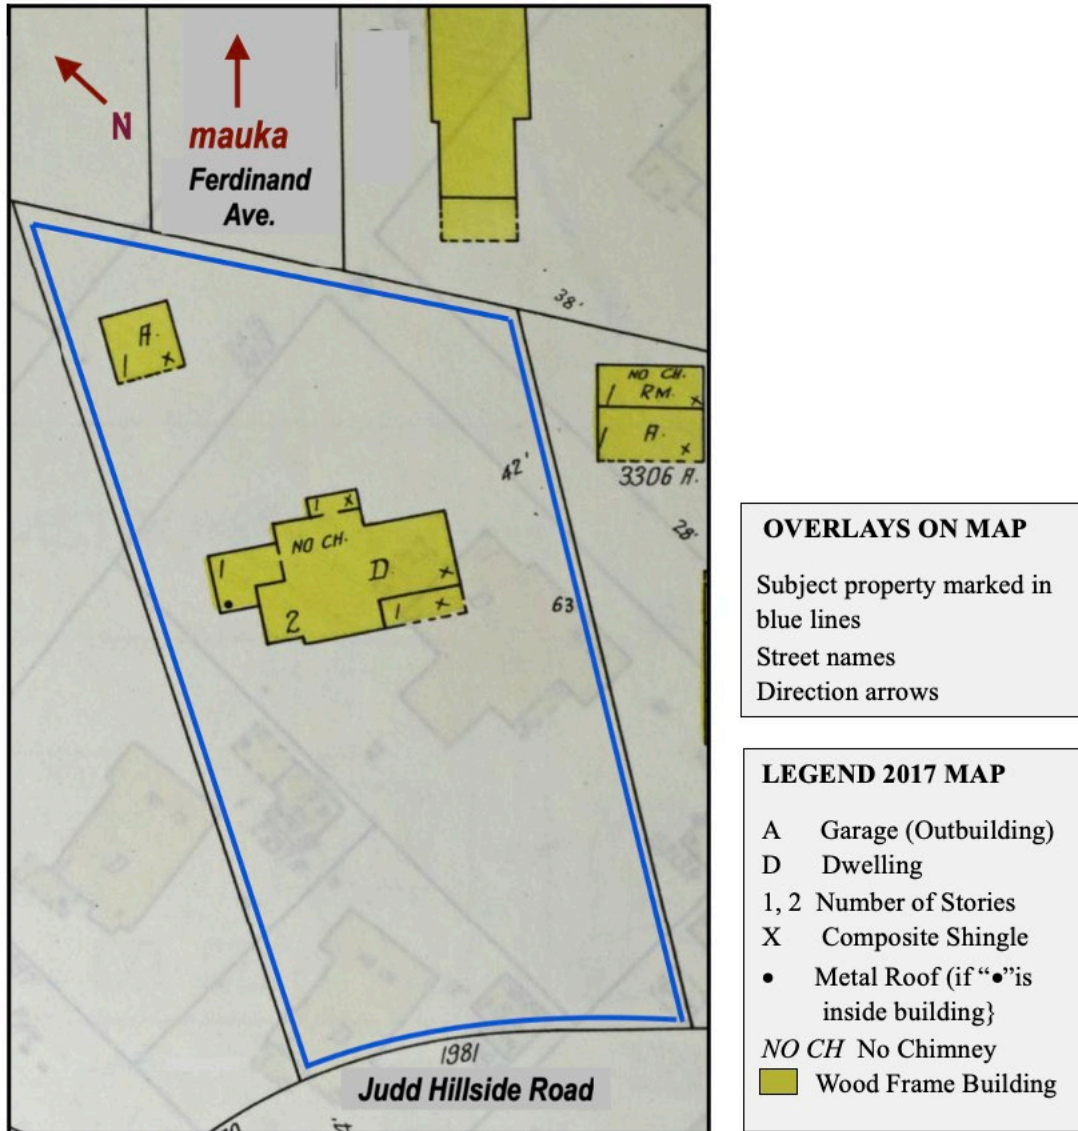 N
mauka
Ferdinand
Ave.
38'
A.
1 x
NO CH.
1 RM. x
1 A. x
3306 A.
42'
28'
1 x
NO CH.
1
D
x
63
1 x
2
1981
Judd Hillside Road
OVERLAYS ON MAP
Subject property marked in
blue lines
Street names
Direction arrows
LEGEND 2017 MAP
A Garage (Outbuilding)
D Dwelling
1, 2 Number of Stories
X Composite Shingle
• Metal Roof (if “•”is
inside building}
NO CH No Chimney
Wood Frame Building